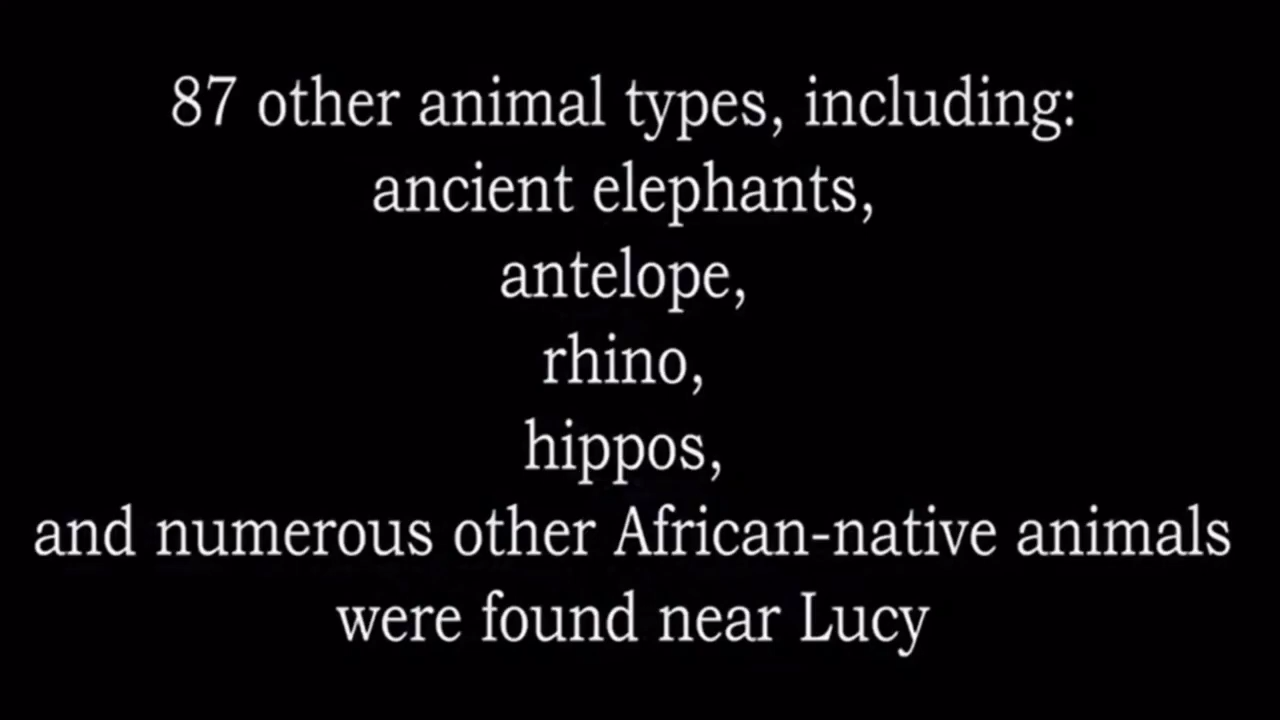 87 other animal types, including:
ancient elephants,
antelope,
rhino,
hippos,
and numerous other African-native animals
were found near Lucy